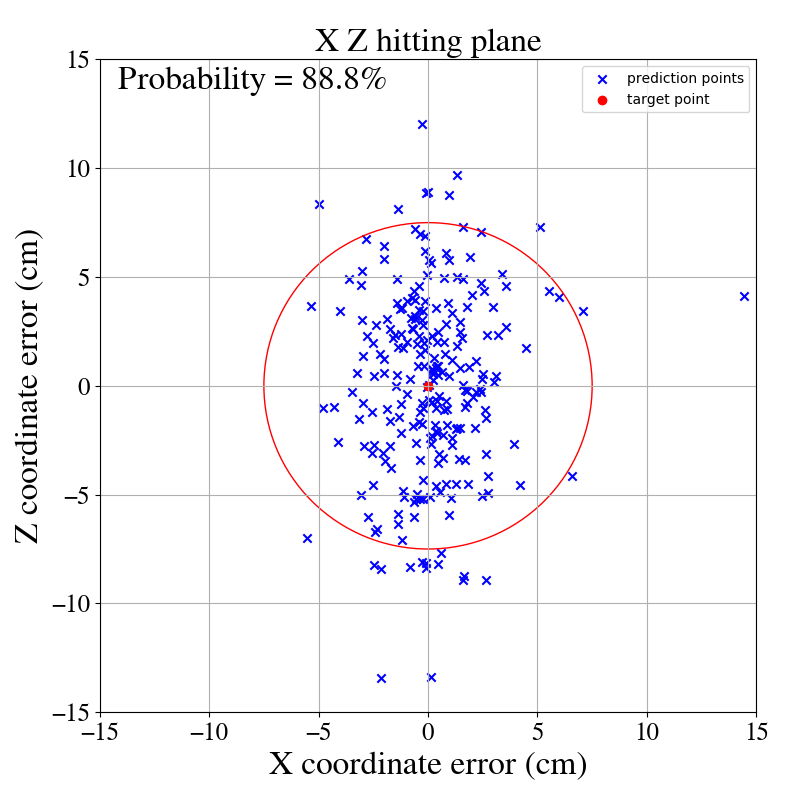 X Z hitting plane
Probability = 88.8%
prediction points
target point
Z coordinate error (cm)
15
10
5
0
−5
−10
−15
−15 −10 −5 0 5 10 15
X coordinate error (cm)